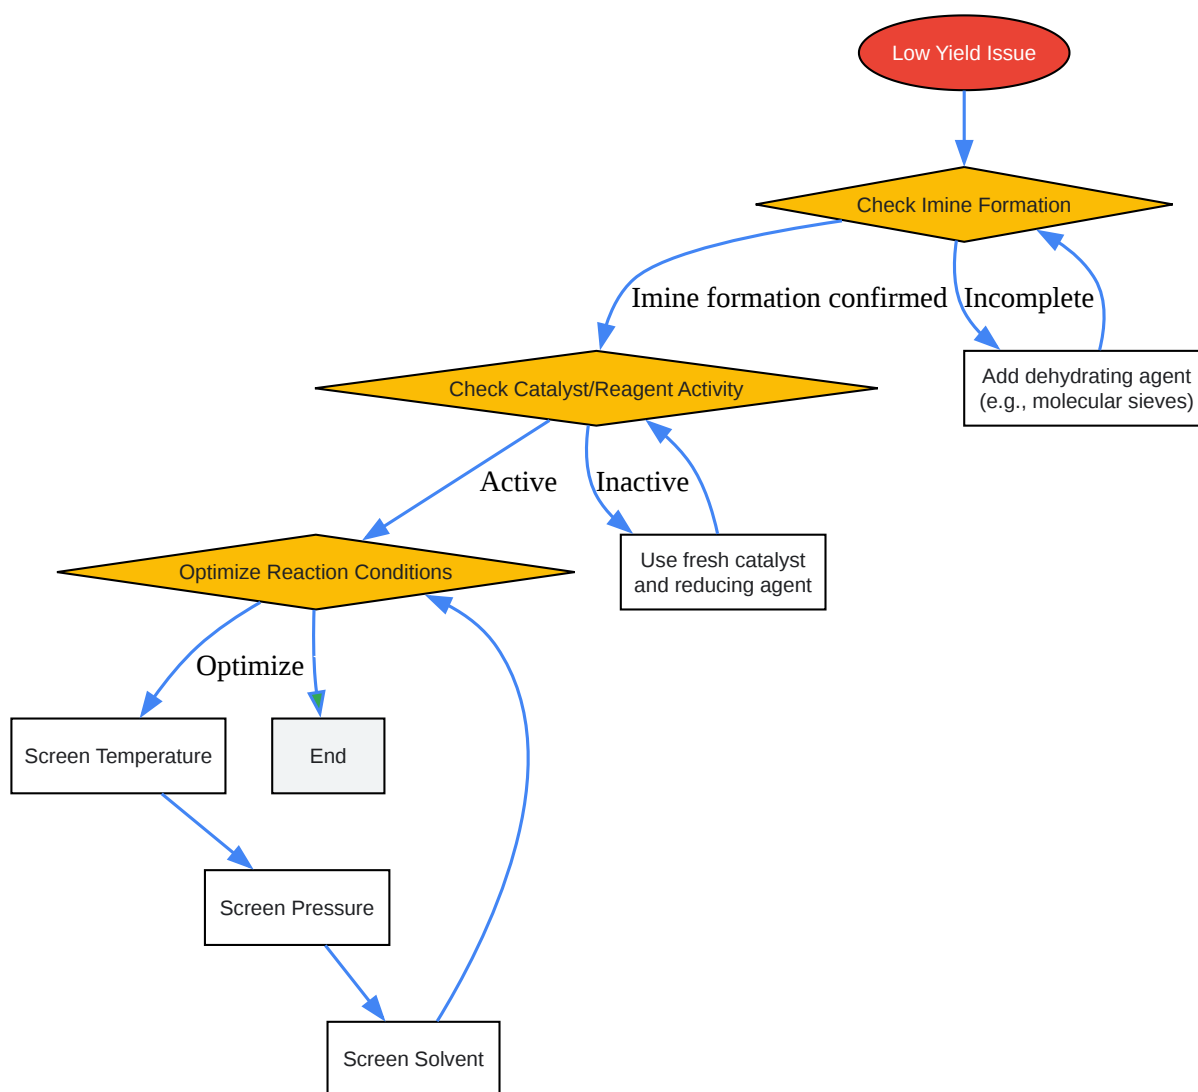 Low Yield Issue
Check Imine Formation
Imine formation confirmed
Incomplete
Check Catalyst/Reagent Activity
Add dehydrating agent
(e.g., molecular sieves)
Active
Inactive
Optimize Reaction Conditions
Use fresh catalyst
and reducing agent
Optimize
Screen Temperature
End
Screen Pressure
Screen Solvent